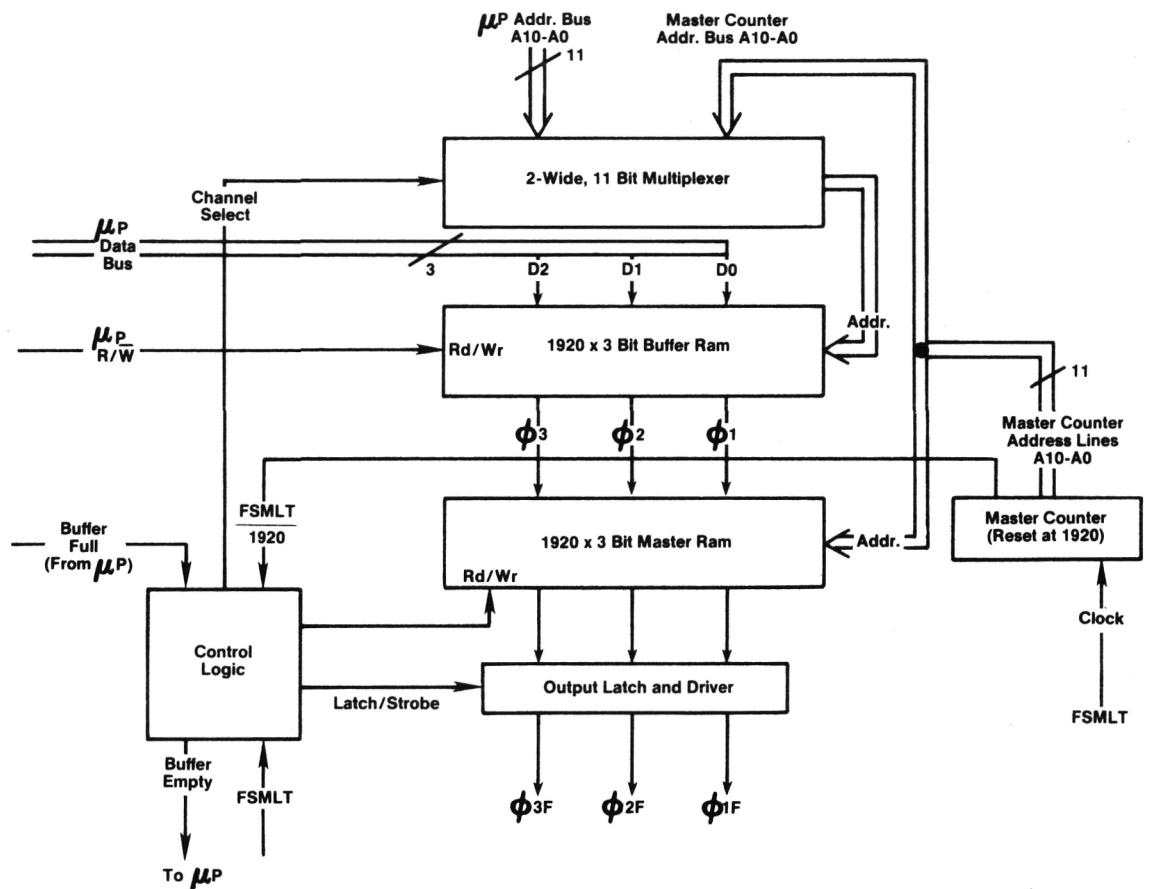 μP Addr. Bus
A10-A0
11
Master Counter
Addr. Bus A10-A0
2-Wide, 11 Bit Multiplexer
Channel
Select
μP
Data
Bus
3
D2
D1
D0
μP
R/W̅
Rd/Wr
1920 x 3 Bit Buffer Ram
Addr.
11
ϕ3
ϕ2
ϕ1
Master Counter
Address Lines
A10-A0
FSMLT
1920
Buffer
Full
(From μP)
1920 x 3 Bit Master Ram
Rd/Wr
Addr.
Master Counter
(Reset at 1920)
Clock
FSMLT
Control
Logic
Latch/Strobe
Output Latch and Driver
Buffer
Empty
FSMLT
To μP
ϕ3F
ϕ2F
ϕ1F